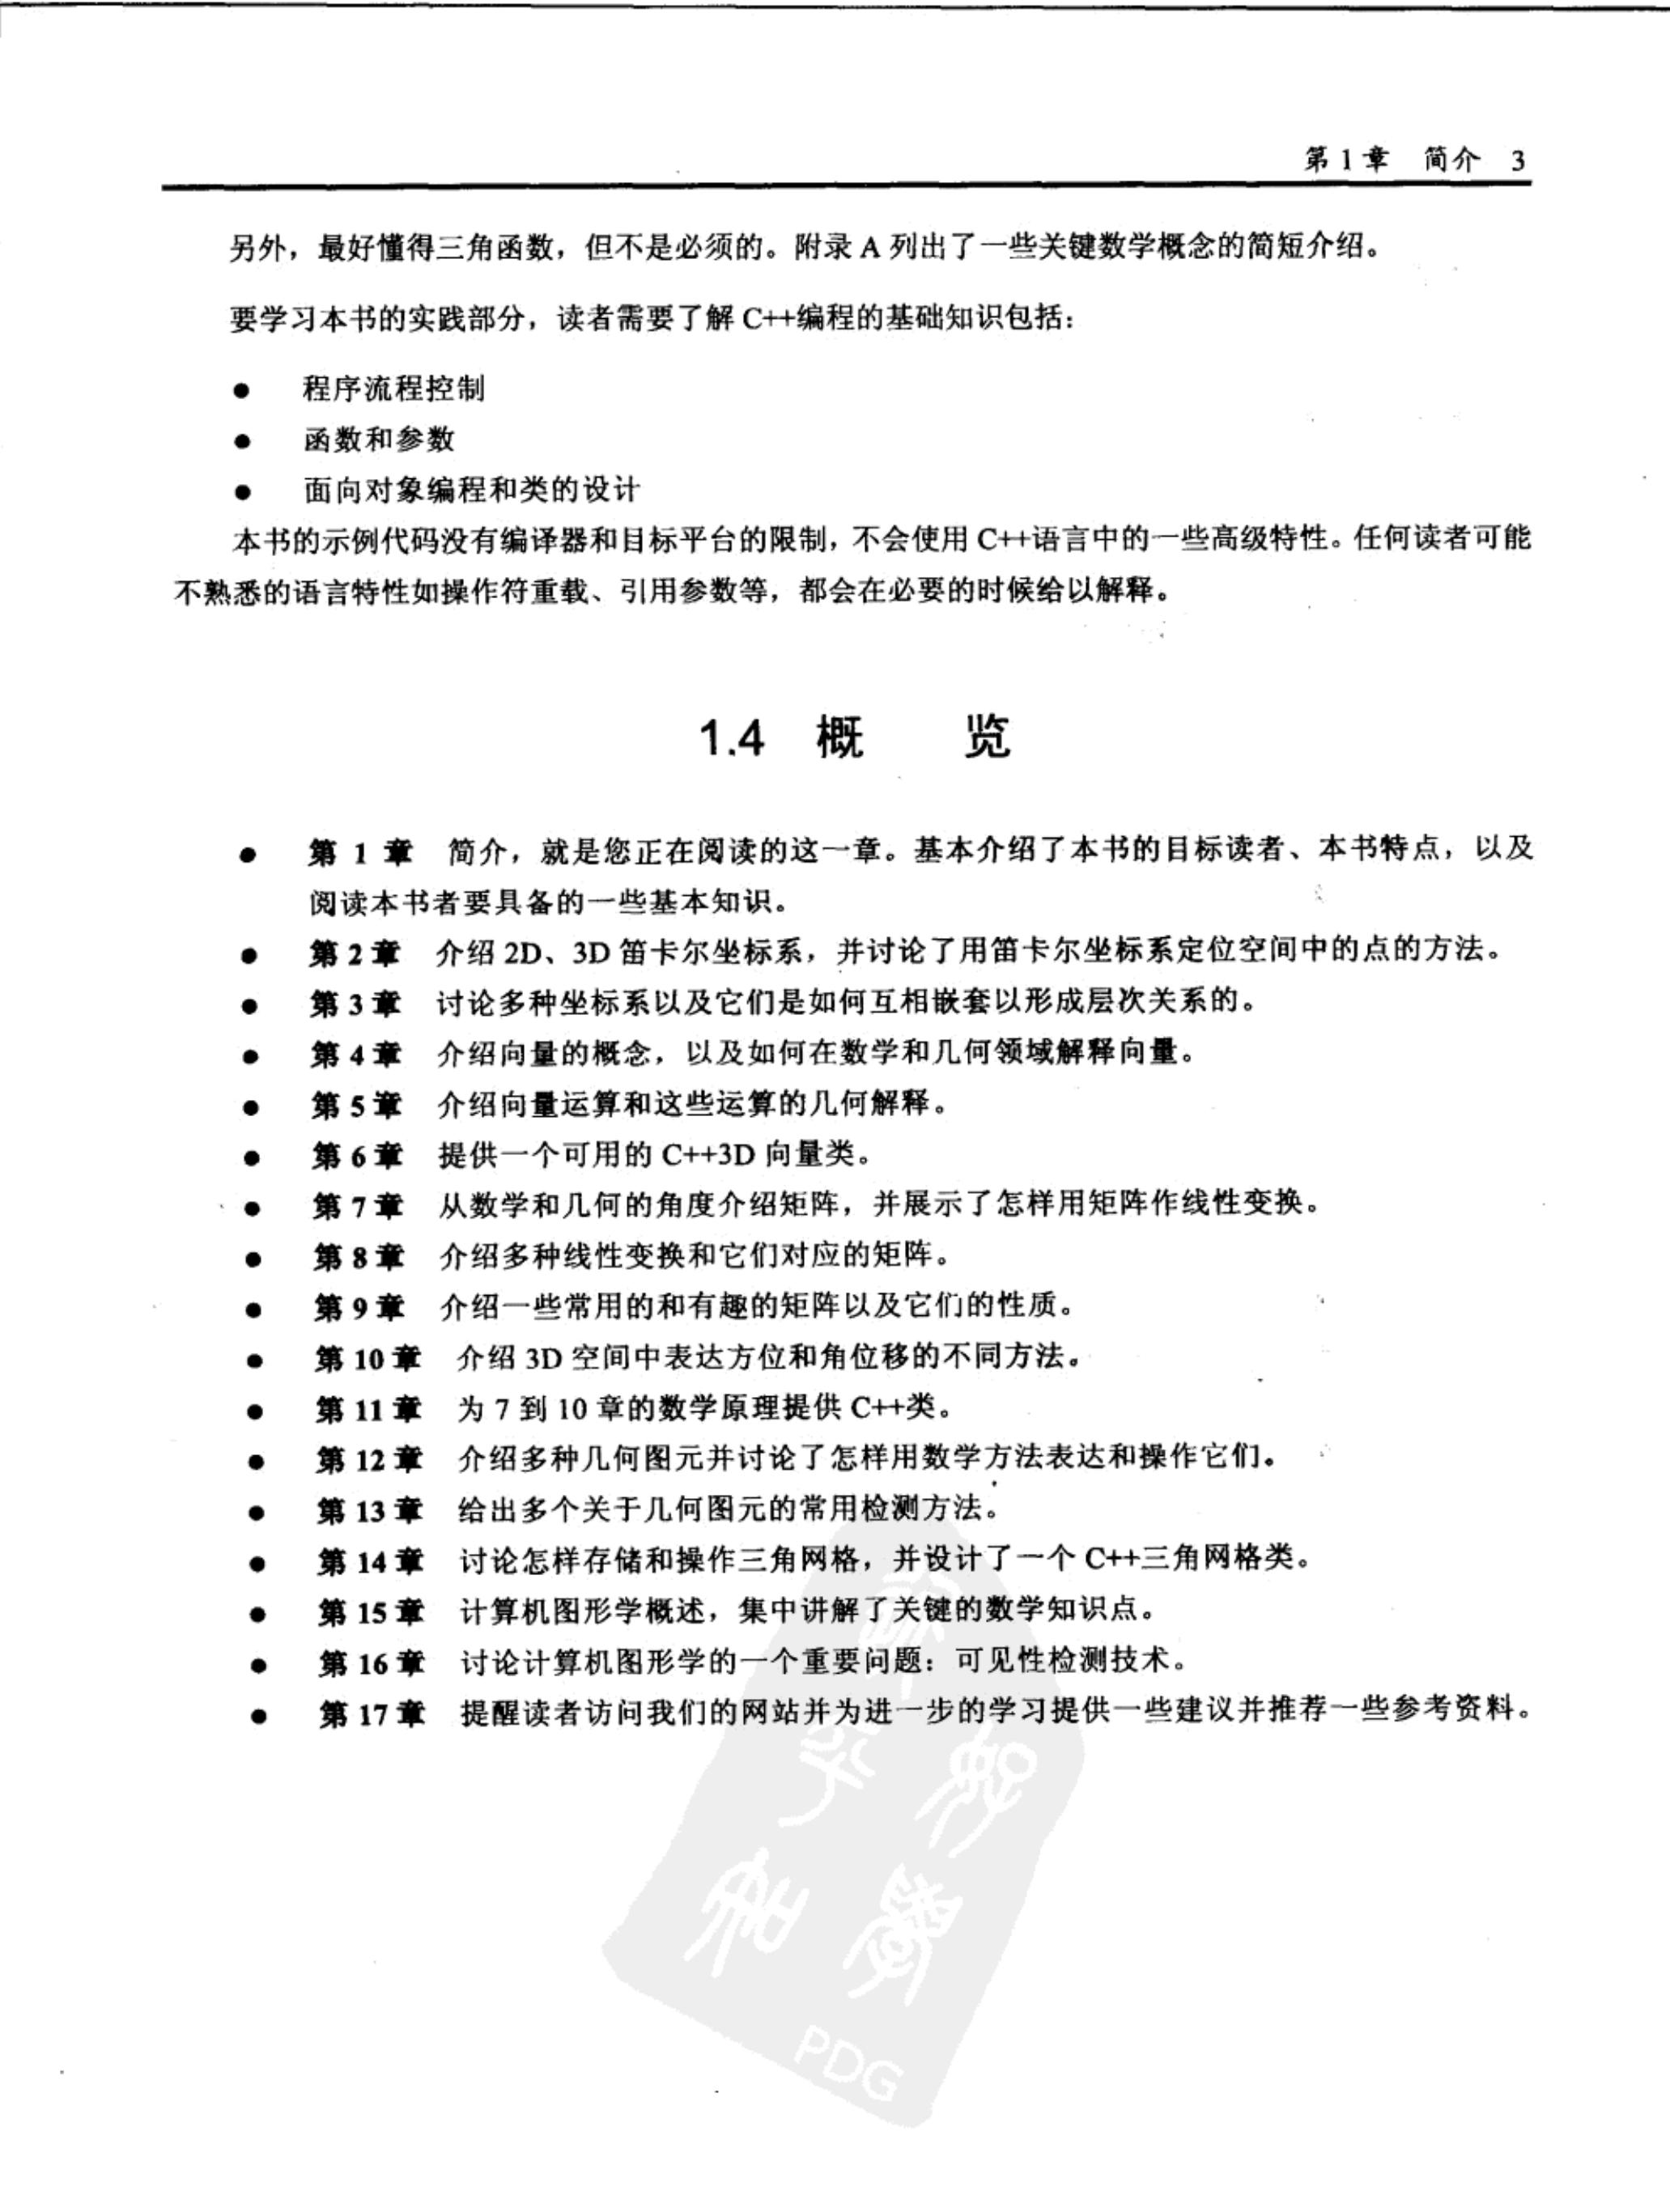 第 1 章 简介 3
另外，最好懂得三角函数，但不是必须的。附录 A 列出了一些关键数学概念的简短介绍。
要学习本书的实践部分，读者需要了解 C++编程的基础知识包括：
● 程序流程控制
● 函数和参数
● 面向对象编程和类的设计
本书的示例代码没有编译器和目标平台的限制，不会使用 C++语言中的一些高级特性。任何读者可能
不熟悉的语言特性如操作符重载、引用参数等，都会在必要的时候给以解释。
1.4 概 览
● 第 1 章 简介，就是您正在阅读的这一章。基本介绍了本书的目标读者、本书特点，以及
阅读本书者要具备的一些基本知识。
● 第 2 章 介绍 2D、3D 笛卡尔坐标系，并讨论了用笛卡尔坐标系定位空间中的点的方法。
● 第 3 章 讨论多种坐标系以及它们是如何互相嵌套以形成层次关系的。
● 第 4 章 介绍向量的概念，以及如何在数学和几何领域解释向量。
● 第 5 章 介绍向量运算和这些运算的几何解释。
● 第 6 章 提供一个可用的 C++3D 向量类。
● 第 7 章 从数学和几何的角度介绍矩阵，并展示了怎样用矩阵作线性变换。
● 第 8 章 介绍多种线性变换和它们对应的矩阵。
● 第 9 章 介绍一些常用的和有趣的矩阵以及它们的性质。
● 第 10 章 介绍 3D 空间中表达方位和角位移的不同方法。
● 第 11 章 为 7 到 10 章的数学原理提供 C++类。
● 第 12 章 介绍多种几何图元并讨论了怎样用数学方法表达和操作它们。
● 第 13 章 给出多个关于几何图元的常用检测方法。
● 第 14 章 讨论怎样存储和操作三角网格，并设计了一个 C++三角网格类。
● 第 15 章 计算机图形学概述，集中讲解了关键的数学知识点。
● 第 16 章 讨论计算机图形学的一个重要问题：可见性检测技术。
● 第 17 章 提醒读者访问我们的网站并为进一步的学习提供一些建议并推荐一些参考资料。
PDG